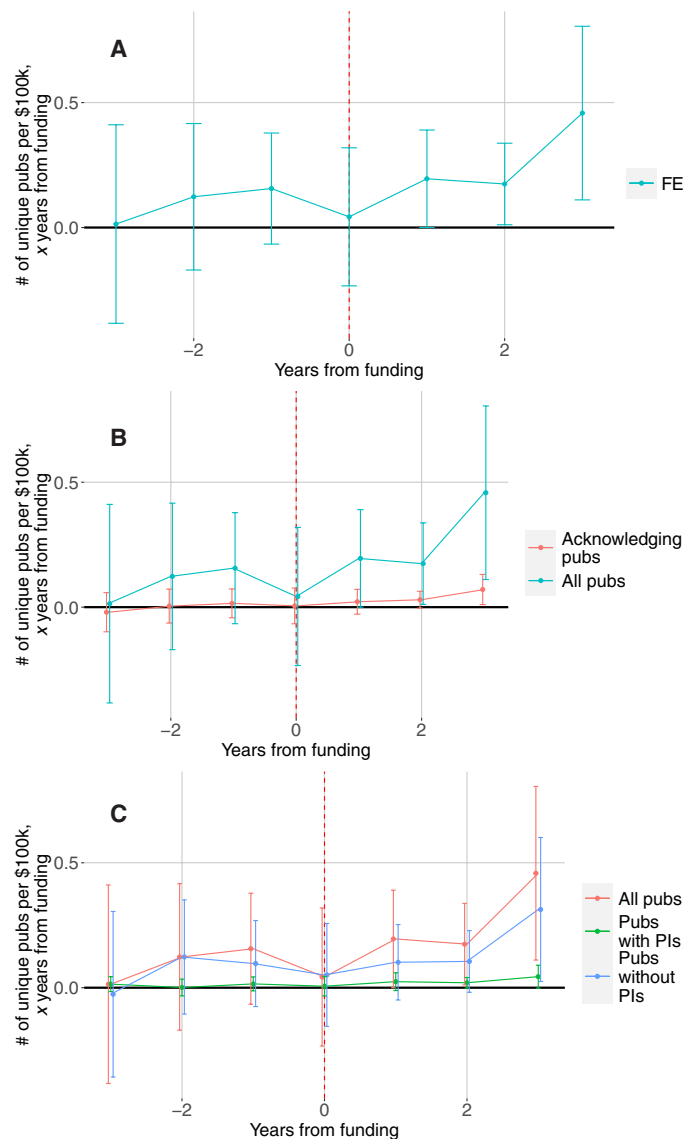 A
# of unique pubs per $100k,
x years from funding
0.5
0.0
−2
0
2
Years from funding
FE
B
# of unique pubs per $100k,
x years from funding
0.5
0.0
−2
0
2
Years from funding
Acknowledging
pubs
All pubs
C
# of unique pubs per $100k,
x years from funding
0.5
0.0
−2
0
2
Years from funding
All pubs
Pubs
with PIs
Pubs
without
PIs